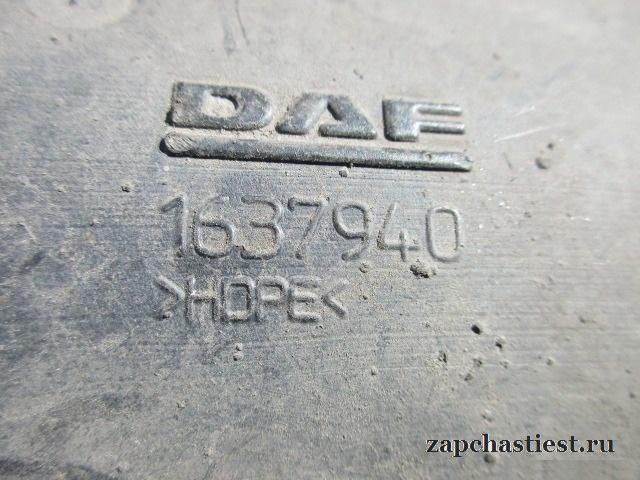 DAF
1637940
>HDPE<
zapchastiest.ru